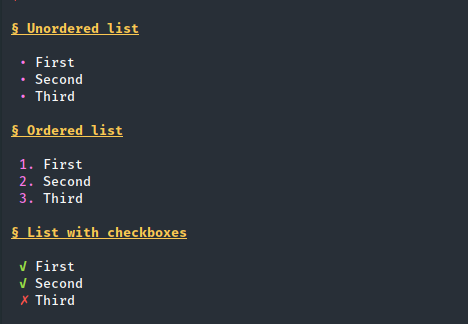 § Unordered list
• First
• Second
• Third
§ Ordered list
1. First
2. Second
3. Third
§ List with checkboxes
√ First
√ Second
✗ Third